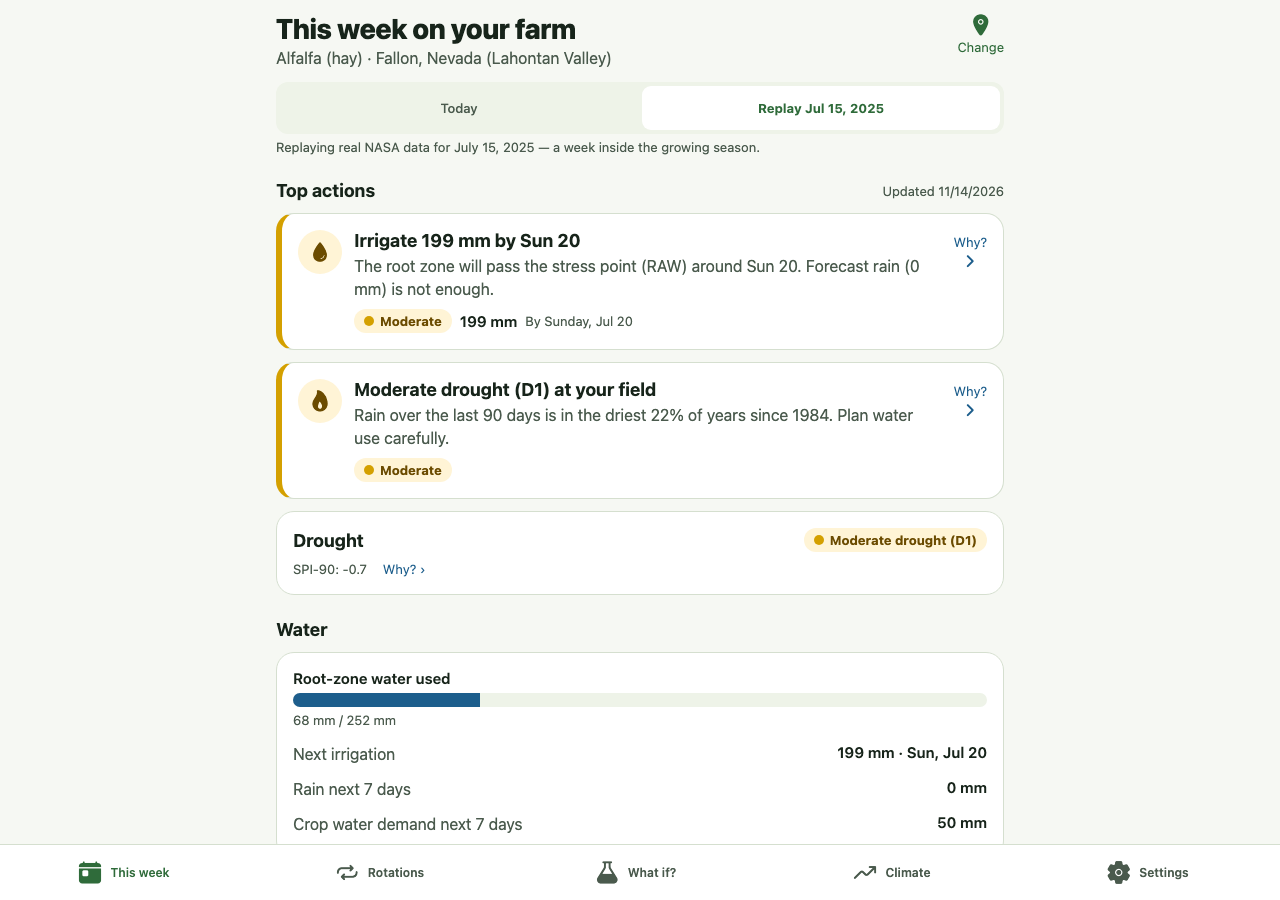 This week on your farm
Alfalfa (hay) · Fallon, Nevada (Lahontan Valley)
Change
Today
Replay Jul 15, 2025
Replaying real NASA data for July 15, 2025 — a week inside the growing season.
Top actions
Updated 11/14/2026
Irrigate 199 mm by Sun 20
Why?
The root zone will pass the stress point (RAW) around Sun 20. Forecast rain (0
mm) is not enough.
Moderate 199 mm By Sunday, Jul 20
Moderate drought (D1) at your field
Why?
Rain over the last 90 days is in the driest 22% of years since 1984. Plan water
use carefully.
Moderate
Drought
Moderate drought (D1)
SPI-90: -0.7 Why? ›
Water
Root-zone water used
68 mm / 252 mm
Next irrigation
199 mm · Sun, Jul 20
Rain next 7 days
0 mm
Crop water demand next 7 days
50 mm
This week
Rotations
What if?
Climate
Settings